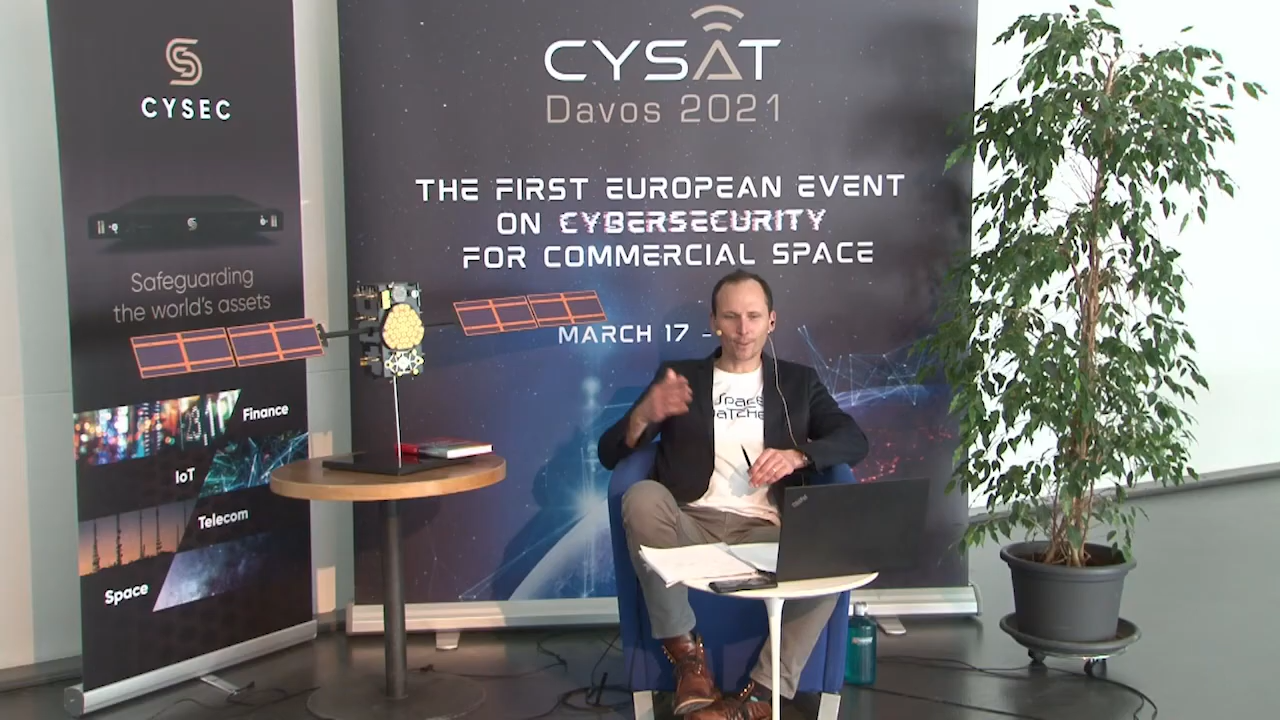 CYSEC
Safeguarding
the world's assets
Finance
IoT
Telecom
Space
CYSAT
Davos 2021
THE FIRST EUROPEAN EVENT
ON CYBERSECURITY
FOR COMMERCIAL SPACE
MARCH 17 –
ThinkPad